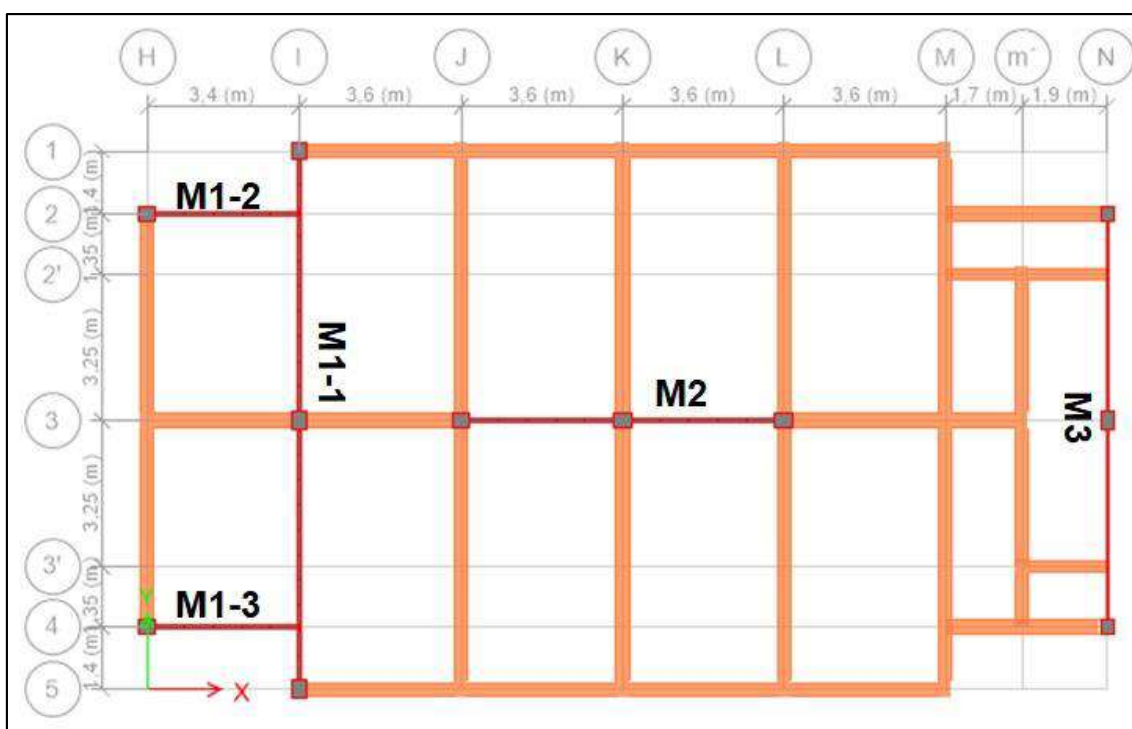 H I J K L M m´ N
3,4 (m) 3,6 (m) 3,6 (m) 3,6 (m) 3,6 (m) 1,7 (m) 1,9 (m)
1
1,4 (m)
M1-2
2
1,35 (m)
2'
3,25 (m)
M1-1
M2
3
M3
3,25 (m)
3'
1,35 (m)
M1-3
Y
4
1,4 (m)
5
X